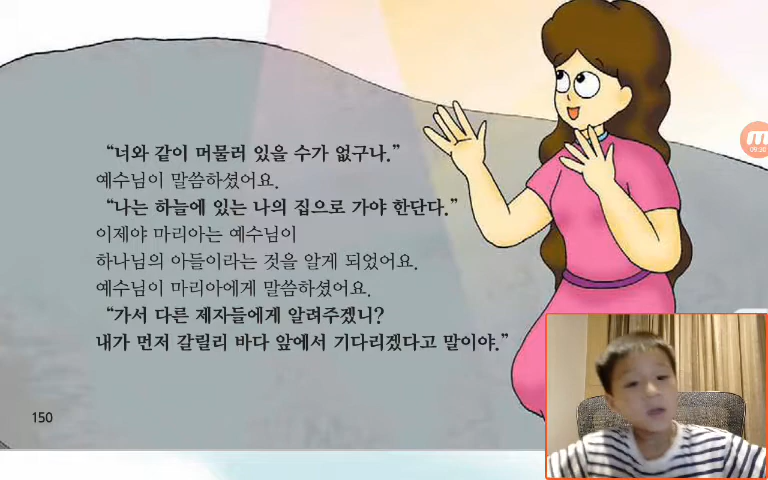 “너와 같이 머물러 있을 수가 없구나.”
예수님이 말씀하셨어요.
“나는 하늘에 있는 나의 집으로 가야 한단다.”
이제야 마리아는 예수님이
하나님의 아들이라는 것을 알게 되었어요.
예수님이 마리아에게 말씀하셨어요.
“가서 다른 제자들에게 알려주겠니?
내가 먼저 갈릴리 바다 앞에서 기다리겠다고 말이야.”
150